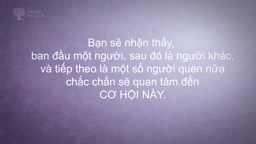 Bạn sẽ nhận thấy,
ban đầu một người, sau đó là người khác,
và tiếp theo là một số người quen nữa
chắc chắn sẽ quan tâm đến
CƠ HỘI NÀY.